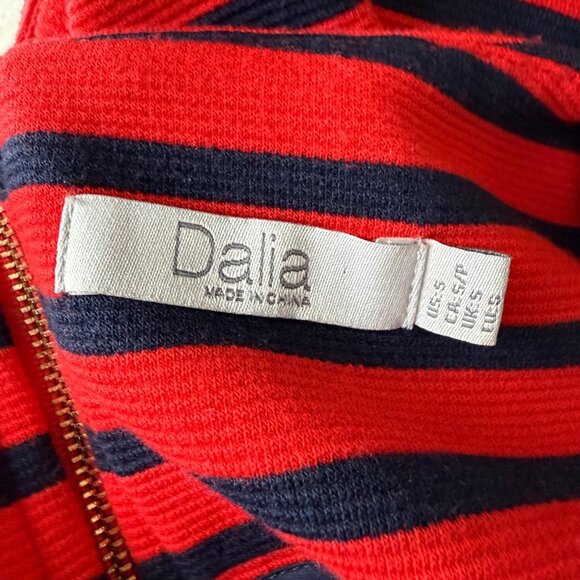 Dalia
MADE IN CHINA
US: S
CA: S/P
UK: S
EU: S